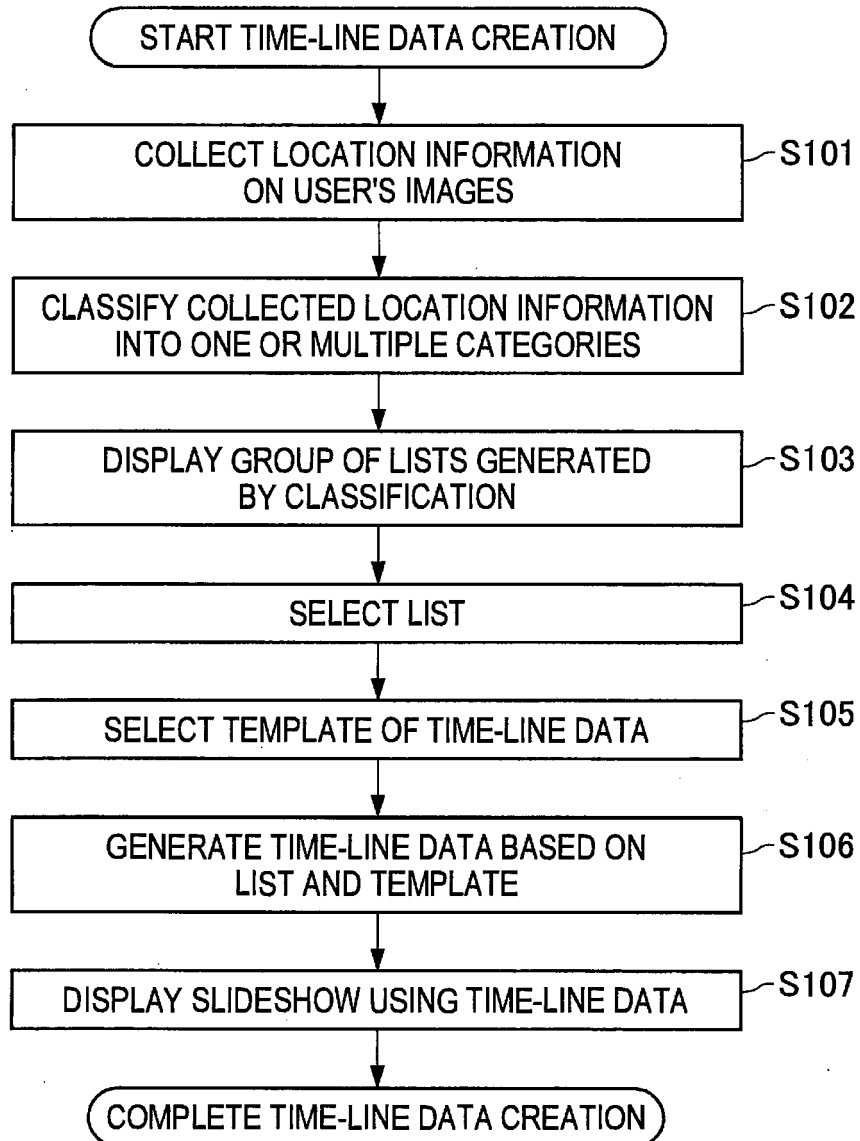 START TIME-LINE DATA CREATION
COLLECT LOCATION INFORMATION
ON USER'S IMAGES
S101
CLASSIFY COLLECTED LOCATION INFORMATION
INTO ONE OR MULTIPLE CATEGORIES
S102
DISPLAY GROUP OF LISTS GENERATED
BY CLASSIFICATION
S103
SELECT LIST
S104
SELECT TEMPLATE OF TIME-LINE DATA
S105
GENERATE TIME-LINE DATA BASED ON
LIST AND TEMPLATE
S106
DISPLAY SLIDESHOW USING TIME-LINE DATA
S107
COMPLETE TIME-LINE DATA CREATION